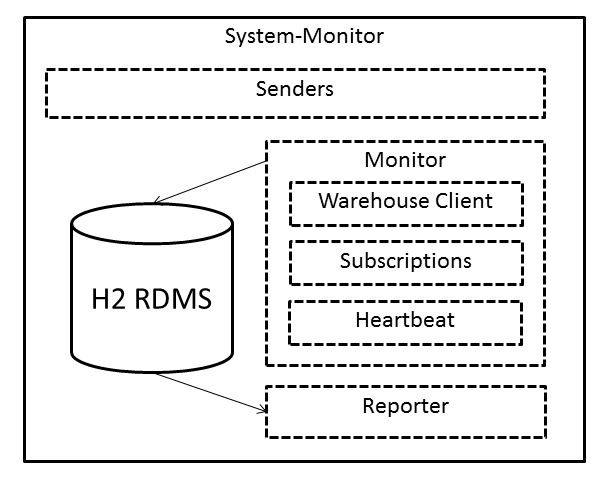 System-Monitor
Senders
Monitor
Warehouse Client
Subscriptions
Heartbeat
H2 RDMS
Reporter